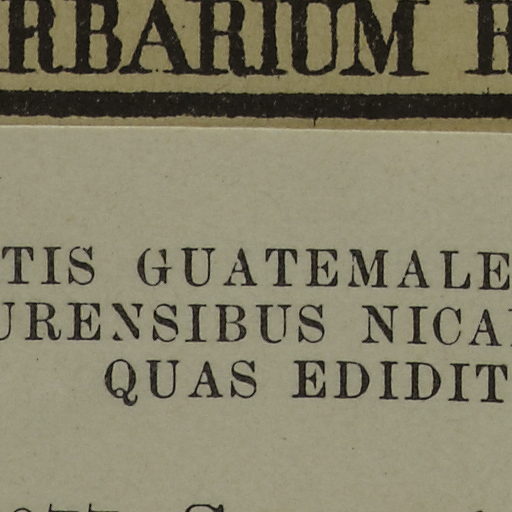 RBARIUM
TIS GUATEMALE
URENSIBUS NICA
QUAS EDIDIT